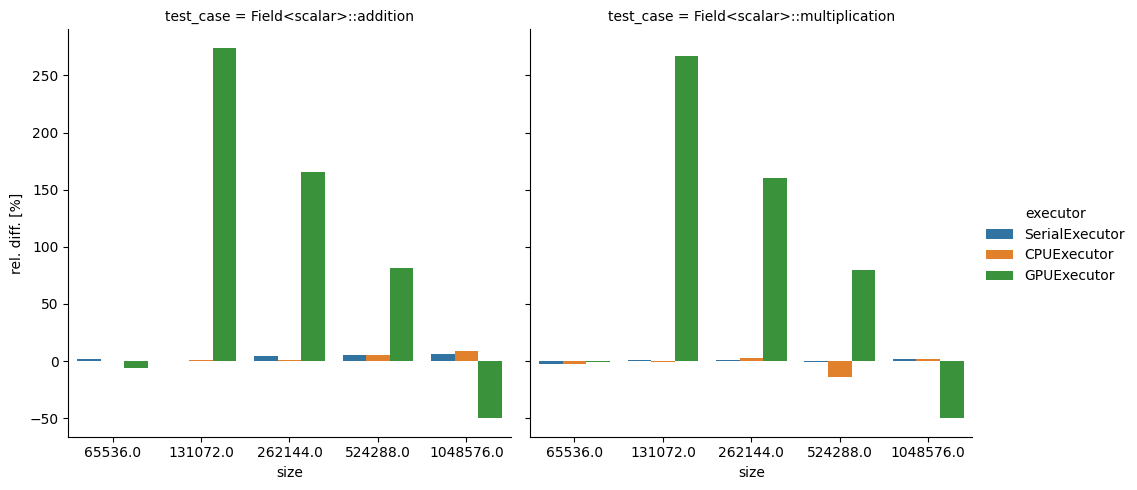 test_case = Field<scalar>::addition
test_case = Field<scalar>::multiplication
rel. diff. [%]
250
200
150
100
50
0
−50
65536.0 131072.0 262144.0 524288.0 1048576.0
size
65536.0 131072.0 262144.0 524288.0 1048576.0
size
executor
SerialExecutor
CPUExecutor
GPUExecutor